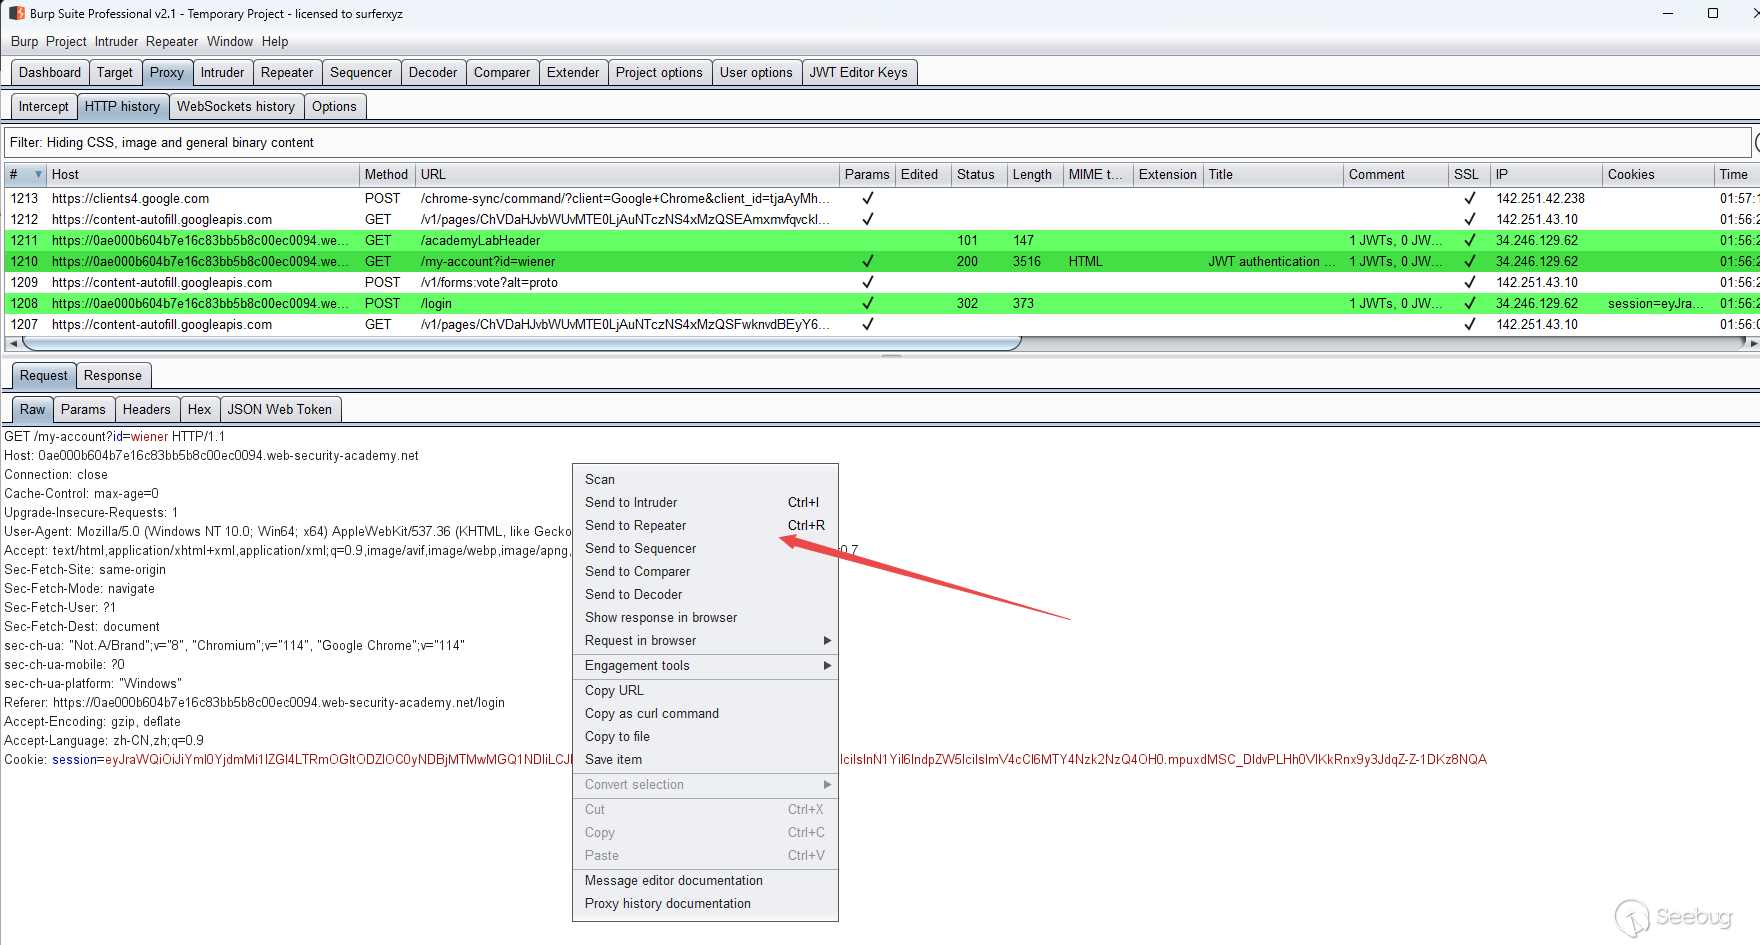 Burp Suite Professional v2.1 - Temporary Project - licensed to surferxyz
Burp Project Intruder Repeater Window Help
Dashboard Target Proxy Intruder Repeater Sequencer Decoder Comparer Extender Project options User options JWT Editor Keys
Intercept HTTP history WebSockets history Options
Filter: Hiding CSS, image and general binary content
# Host Method URL Params Edited Status Length MIME t... Extension Title Comment SSL IP Cookies Time
1213 https://clients4.google.com POST /chrome-sync/command/?client=Google+Chrome&client_id=tjaAyMh... ✓ ✓ 142.251.42.238 01:57:1
1212 https://content-autofill.googleapis.com GET /v1/pages/ChVDaHJvbWUvMTE0LjAuNTczNS4xMzQSEAmxmvfqvckl... ✓ ✓ 142.251.43.10 01:56:2
1211 https://0ae000b604b7e16c83bb5b8c00ec0094.we... GET /academyLabHeader 101 147 1 JWTs, 0 JW... ✓ 34.246.129.62 01:56:2
1210 https://0ae000b604b7e16c83bb5b8c00ec0094.we... GET /my-account?id=wiener ✓ 200 3516 HTML JWT authentication ... 1 JWTs, 0 JW... ✓ 34.246.129.62 01:56:2
1209 https://content-autofill.googleapis.com POST /v1/forms:vote?alt=proto ✓ ✓ 142.251.43.10 01:56:2
1208 https://0ae000b604b7e16c83bb5b8c00ec0094.we... POST /login ✓ 302 373 1 JWTs, 0 JW... ✓ 34.246.129.62 session=eyJra... 01:56:2
1207 https://content-autofill.googleapis.com GET /v1/pages/ChVDaHJvbWUvMTE0LjAuNTczNS4xMzQSFwknvdBEyY6... ✓ ✓ 142.251.43.10 01:56:0
Request Response
Raw Params Headers Hex JSON Web Token
GET /my-account?id=wiener HTTP/1.1
Host: 0ae000b604b7e16c83bb5b8c00ec0094.web-security-academy.net
Connection: close
Cache-Control: max-age=0
Upgrade-Insecure-Requests: 1
User-Agent: Mozilla/5.0 (Windows NT 10.0; Win64; x64) AppleWebKit/537.36 (KHTML, like Gecko
Accept: text/html,application/xhtml+xml,application/xml;q=0.9,image/avif,image/webp,image/apng, 0.7
Sec-Fetch-Site: same-origin
Sec-Fetch-Mode: navigate
Sec-Fetch-User: ?1
Sec-Fetch-Dest: document
sec-ch-ua: "Not.A/Brand";v="8", "Chromium";v="114", "Google Chrome";v="114"
sec-ch-ua-mobile: ?0
sec-ch-ua-platform: "Windows"
Referer: https://0ae000b604b7e16c83bb5b8c00ec0094.web-security-academy.net/login
Accept-Encoding: gzip, deflate
Accept-Language: zh-CN,zh;q=0.9
Cookie:
Scan
Send to Intruder Ctrl+I
Send to Repeater Ctrl+R
Send to Sequencer
Send to Comparer
Send to Decoder
Show response in browser
Request in browser
Engagement tools
Copy URL
Copy as curl command
Copy to file
Save item
Convert selection
Cut Ctrl+X
Copy Ctrl+C
Paste Ctrl+V
Message editor documentation
Proxy history documentation
Seebug